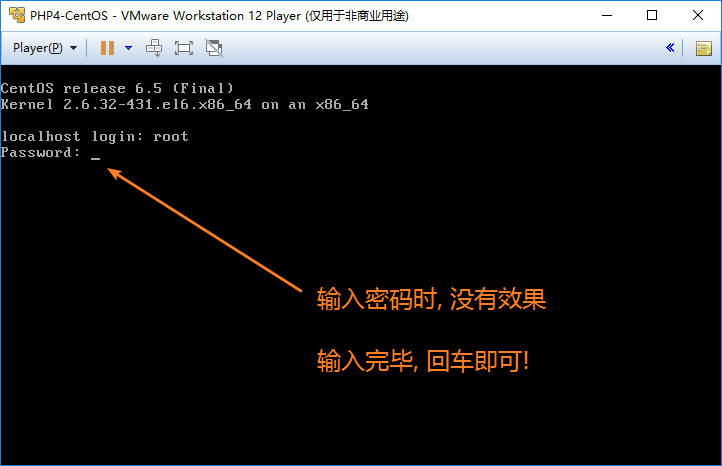 PHP4-CentOS - VMware Workstation 12 Player (仅用于非商业用途)
Player(P)
CentOS release 6.5 (Final)
Kernel 2.6.32-431.el6.x86_64 on an x86_64
localhost login: root
Password: _
输入密码时, 没有效果
输入完毕, 回车即可!